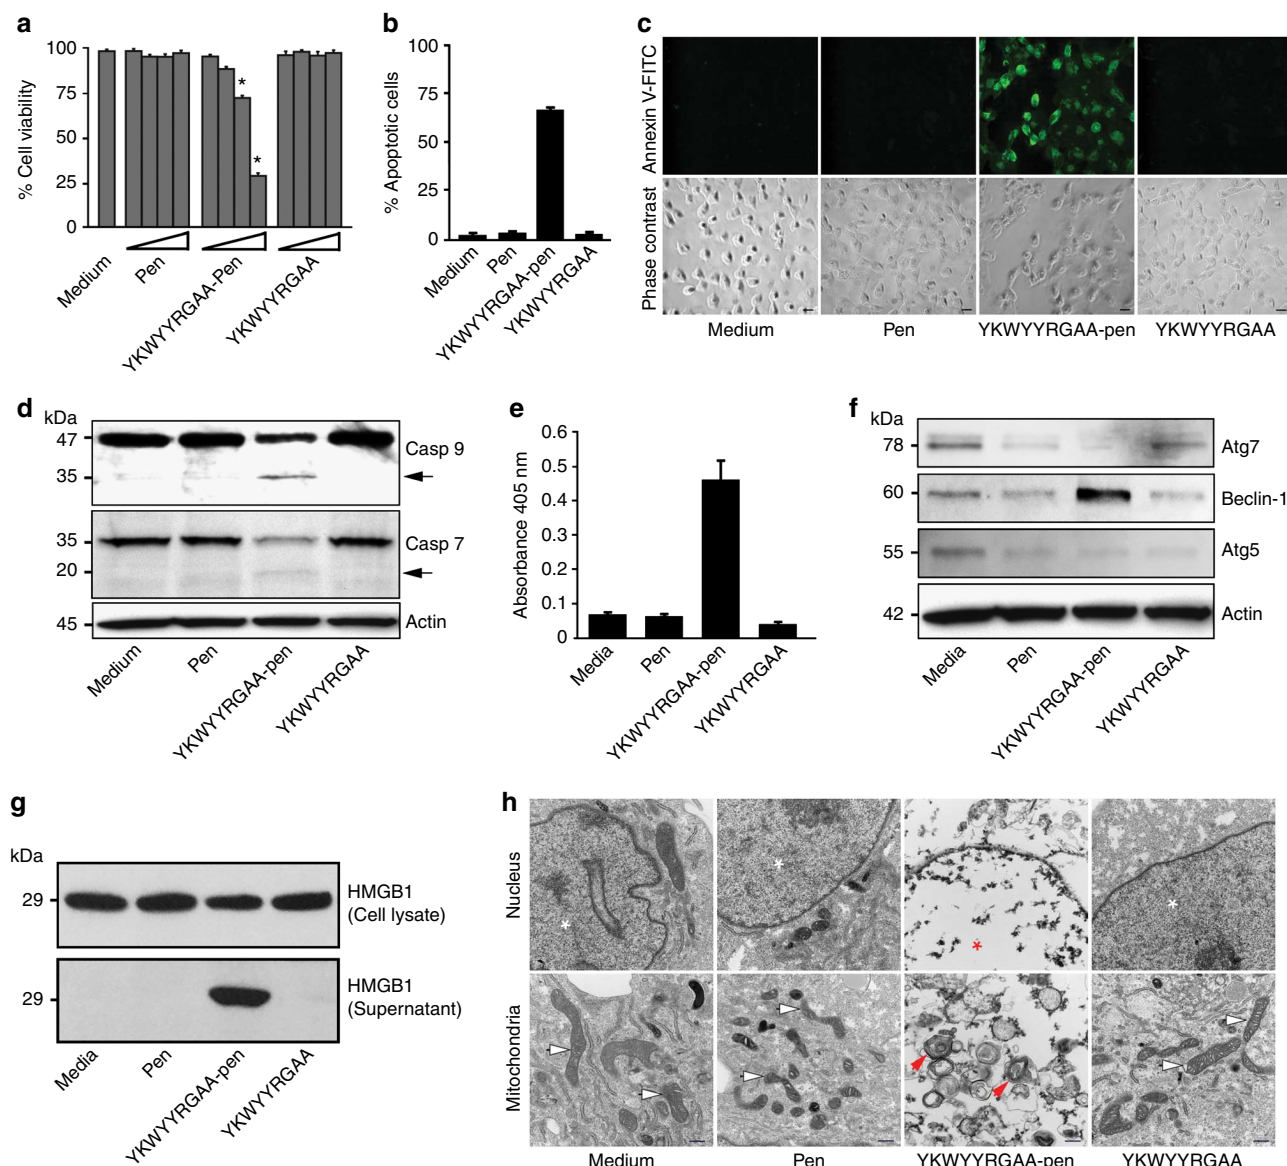 a
% Cell viability
100
75
50
25
0
*
*
Medium
Pen
YKWYYRGAA-Pen
YKWYYRGAA
b
% Apoptotic cells
100
75
50
25
0
Medium
Pen
YKWYYRGAA-pen
YKWYYRGAA
c
Annexin V-FITC
Phase contrast
Medium
Pen
YKWYYRGAA-pen
YKWYYRGAA
d
kDa
47
Casp 9
35
35
Casp 7
20
45
Actin
Medium
Pen
YKWYYRGAA-pen
YKWYYRGAA
e
Absorbance 405 nm
0.6
0.5
0.4
0.3
0.2
0.1
0
Media
Pen
YKWYYRGAA-pen
YKWYYRGAA
f
kDa
78
Atg7
60
Beclin-1
55
Atg5
42
Actin
Media
Pen
YKWYYRGAA-pen
YKWYYRGAA
g
kDa
29
HMGB1
(Cell lysate)
29
HMGB1
(Supernatant)
Media
Pen
YKWYYRGAA-pen
YKWYYRGAA
h
Nucleus
*
*
*
*
Mitochondria
Medium
Pen
YKWYYRGAA-pen
YKWYYRGAA